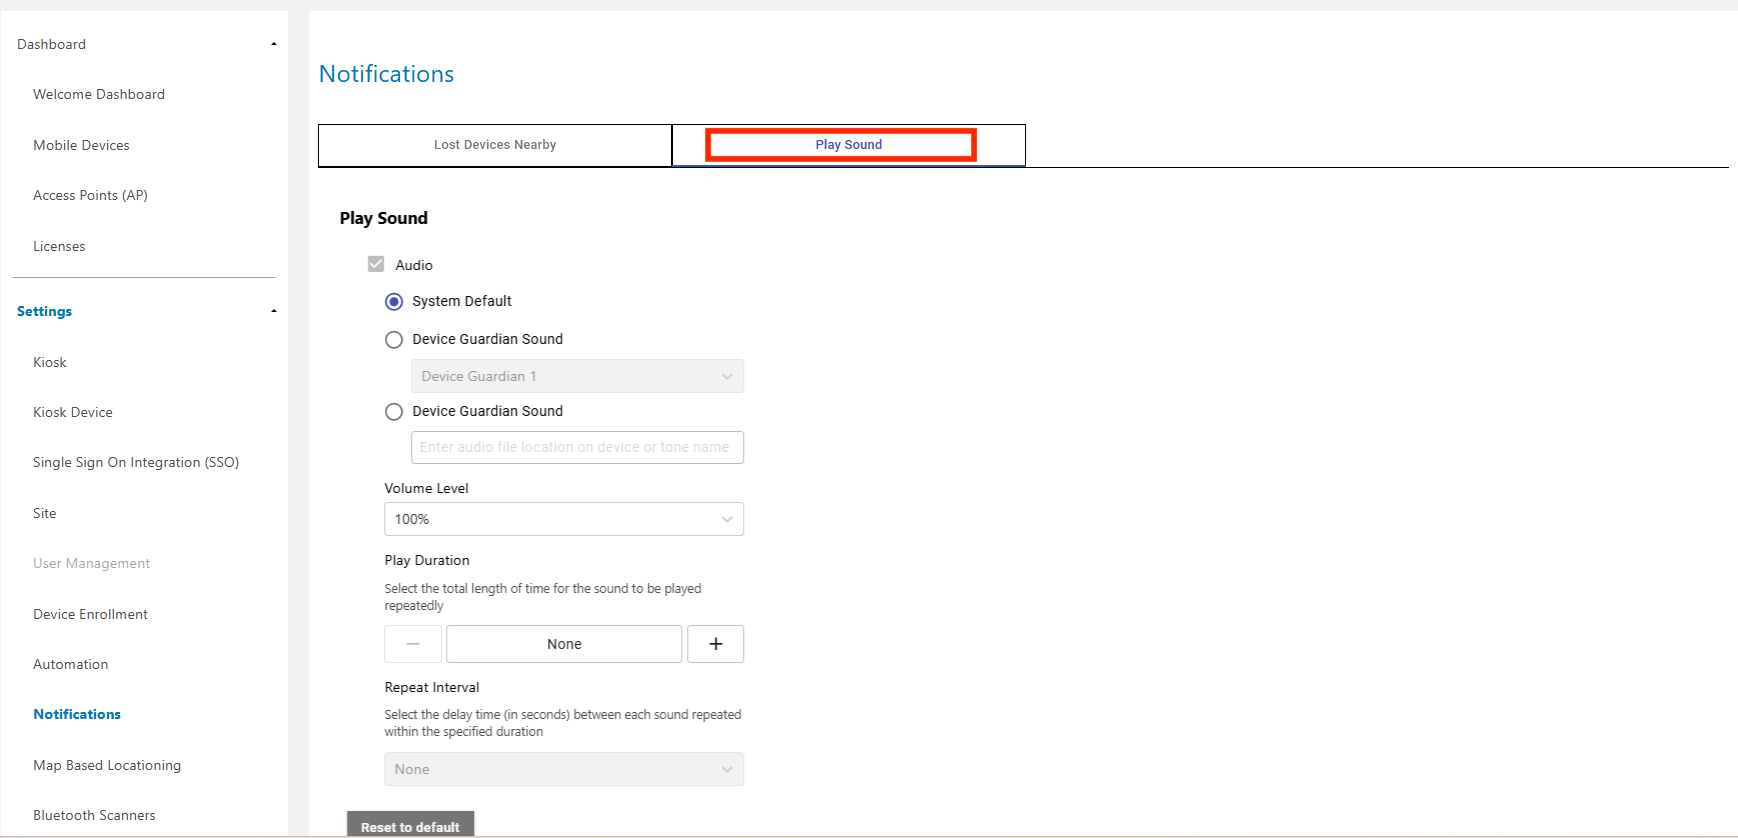 Dashboard
Welcome Dashboard
Mobile Devices
Access Points (AP)
Licenses
Settings
Kiosk
Kiosk Device
Single Sign On Integration (SSO)
Site
User Management
Device Enrollment
Automation
Notifications
Map Based Locationing
Bluetooth Scanners
Notifications
Lost Devices Nearby
Play Sound
Play Sound
Audio
System Default
Device Guardian Sound
Device Guardian 1
Device Guardian Sound
Enter audio file location on device or tone name
Volume Level
100%
Play Duration
Select the total length of time for the sound to be played
repeatedly
None
Repeat Interval
Select the delay time (in seconds) between each sound repeated
within the specified duration
None
Reset to default